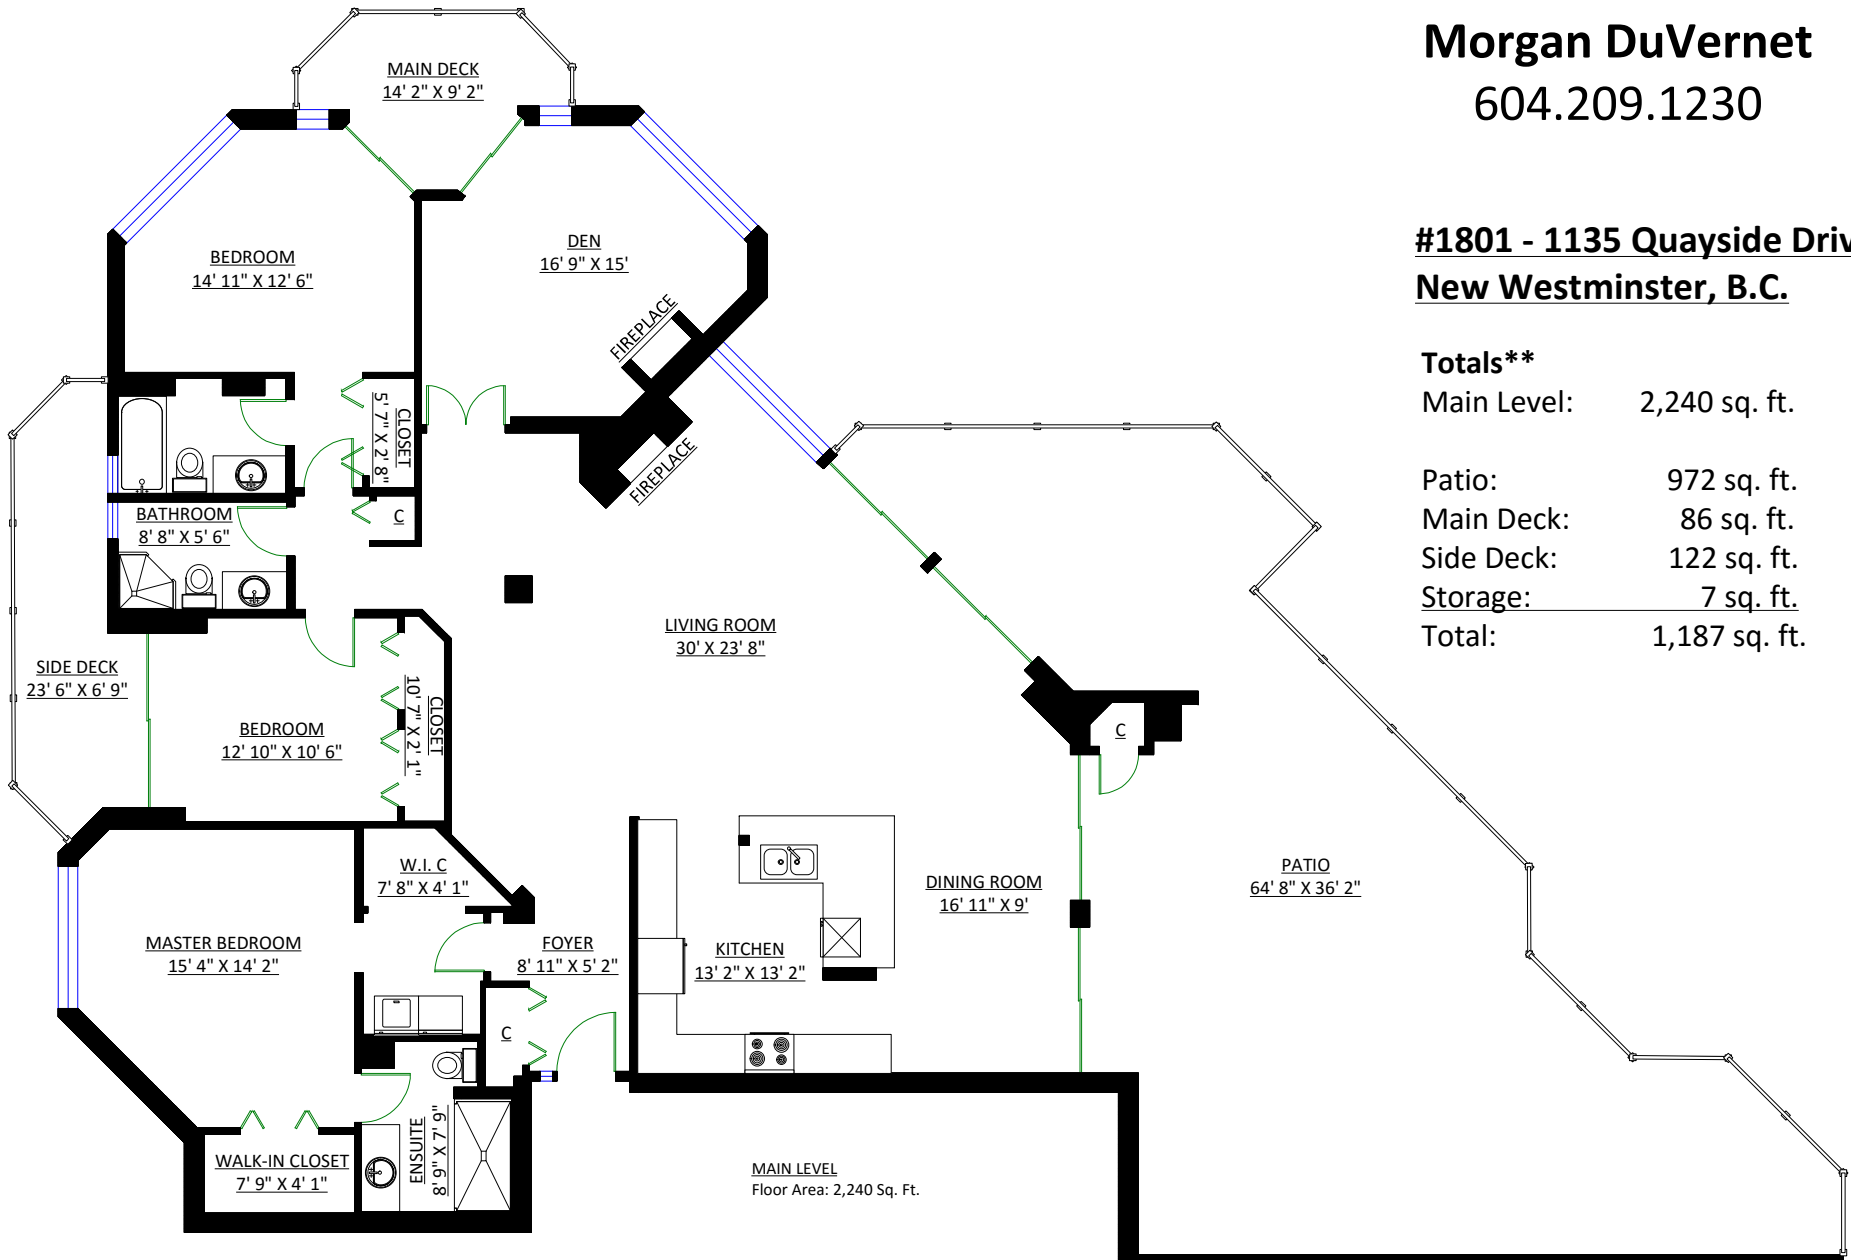 Morgan DuVernet
604.209.1230
#1801 - 1135 Quayside Driv
New Westminster, B.C.
Totals**
Main Level: 2,240 sq. ft.
Patio: 972 sq. ft.
Main Deck: 86 sq. ft.
Side Deck: 122 sq. ft.
Storage: 7 sq. ft.
Total: 1,187 sq. ft.
MAIN DECK
14' 2" X 9' 2"
BEDROOM
14' 11" X 12' 6"
DEN
16' 9" X 15'
FIREPLACE
FIREPLACE
CLOSET
5' 7" X 2' 8"
C
BATHROOM
8' 8" X 5' 6"
LIVING ROOM
30' X 23' 8"
SIDE DECK
23' 6" X 6' 9"
BEDROOM
12' 10" X 10' 6"
CLOSET
10' 7" X 2' 1"
C
W.I. C
7' 8" X 4' 1"
DINING ROOM
16' 11" X 9'
PATIO
64' 8" X 36' 2"
MASTER BEDROOM
15' 4" X 14' 2"
FOYER
8' 11" X 5' 2"
KITCHEN
13' 2" X 13' 2"
C
ENSUITE
8' 9" X 7' 9"
WALK-IN CLOSET
7' 9" X 4' 1"
MAIN LEVEL
Floor Area: 2,240 Sq. Ft.